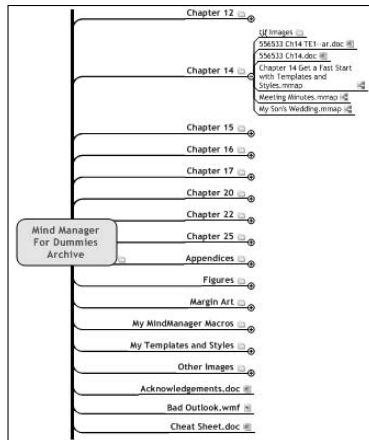 Chapter 12
tif Images
556533 Ch14 TE1--ar.doc
556533 Ch14.doc
Chapter 14
Chapter 14 Get a Fast Start
with Templates and
Styles.mmap
Meeting Minutes.mmap
My Son's Wedding.mmap
Chapter 15
Chapter 16
Chapter 17
Chapter 20
Chapter 22
Chapter 25
Mind Manager
For Dummies
Archive
Appendices
Figures
Margin Art
My MindManager Macros
My Templates and Styles
Other Images
Acknowledgements.doc
Bad Outlook.wmf
Cheat Sheet.doc